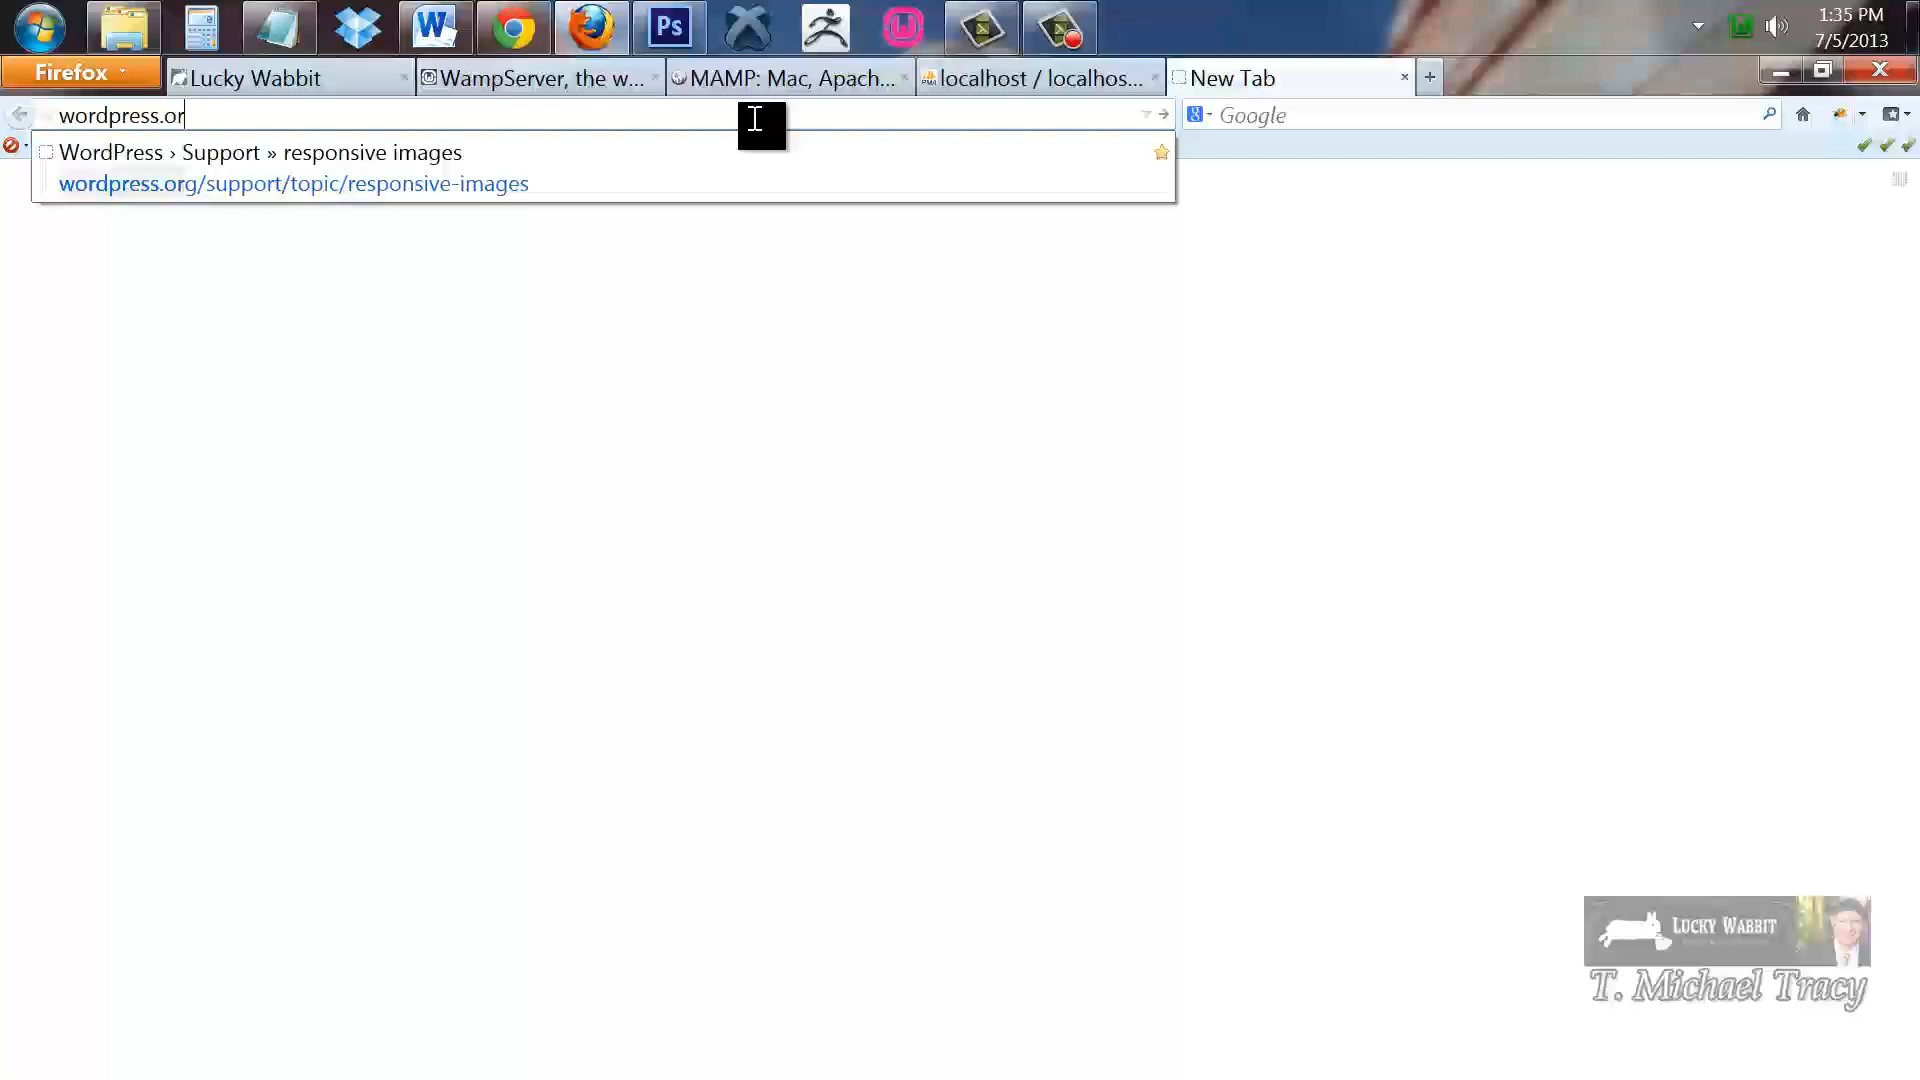 1:35 PM
7/5/2013
Firefox
Lucky Wabbit
WampServer, the w...
MAMP: Mac, Apach...
localhost / localhos...
New Tab
wordpress.or
Google
WordPress › Support » responsive images
wordpress.org/support/topic/responsive-images
W
Ps
LUCKY WABBIT
T. Michael Tracy